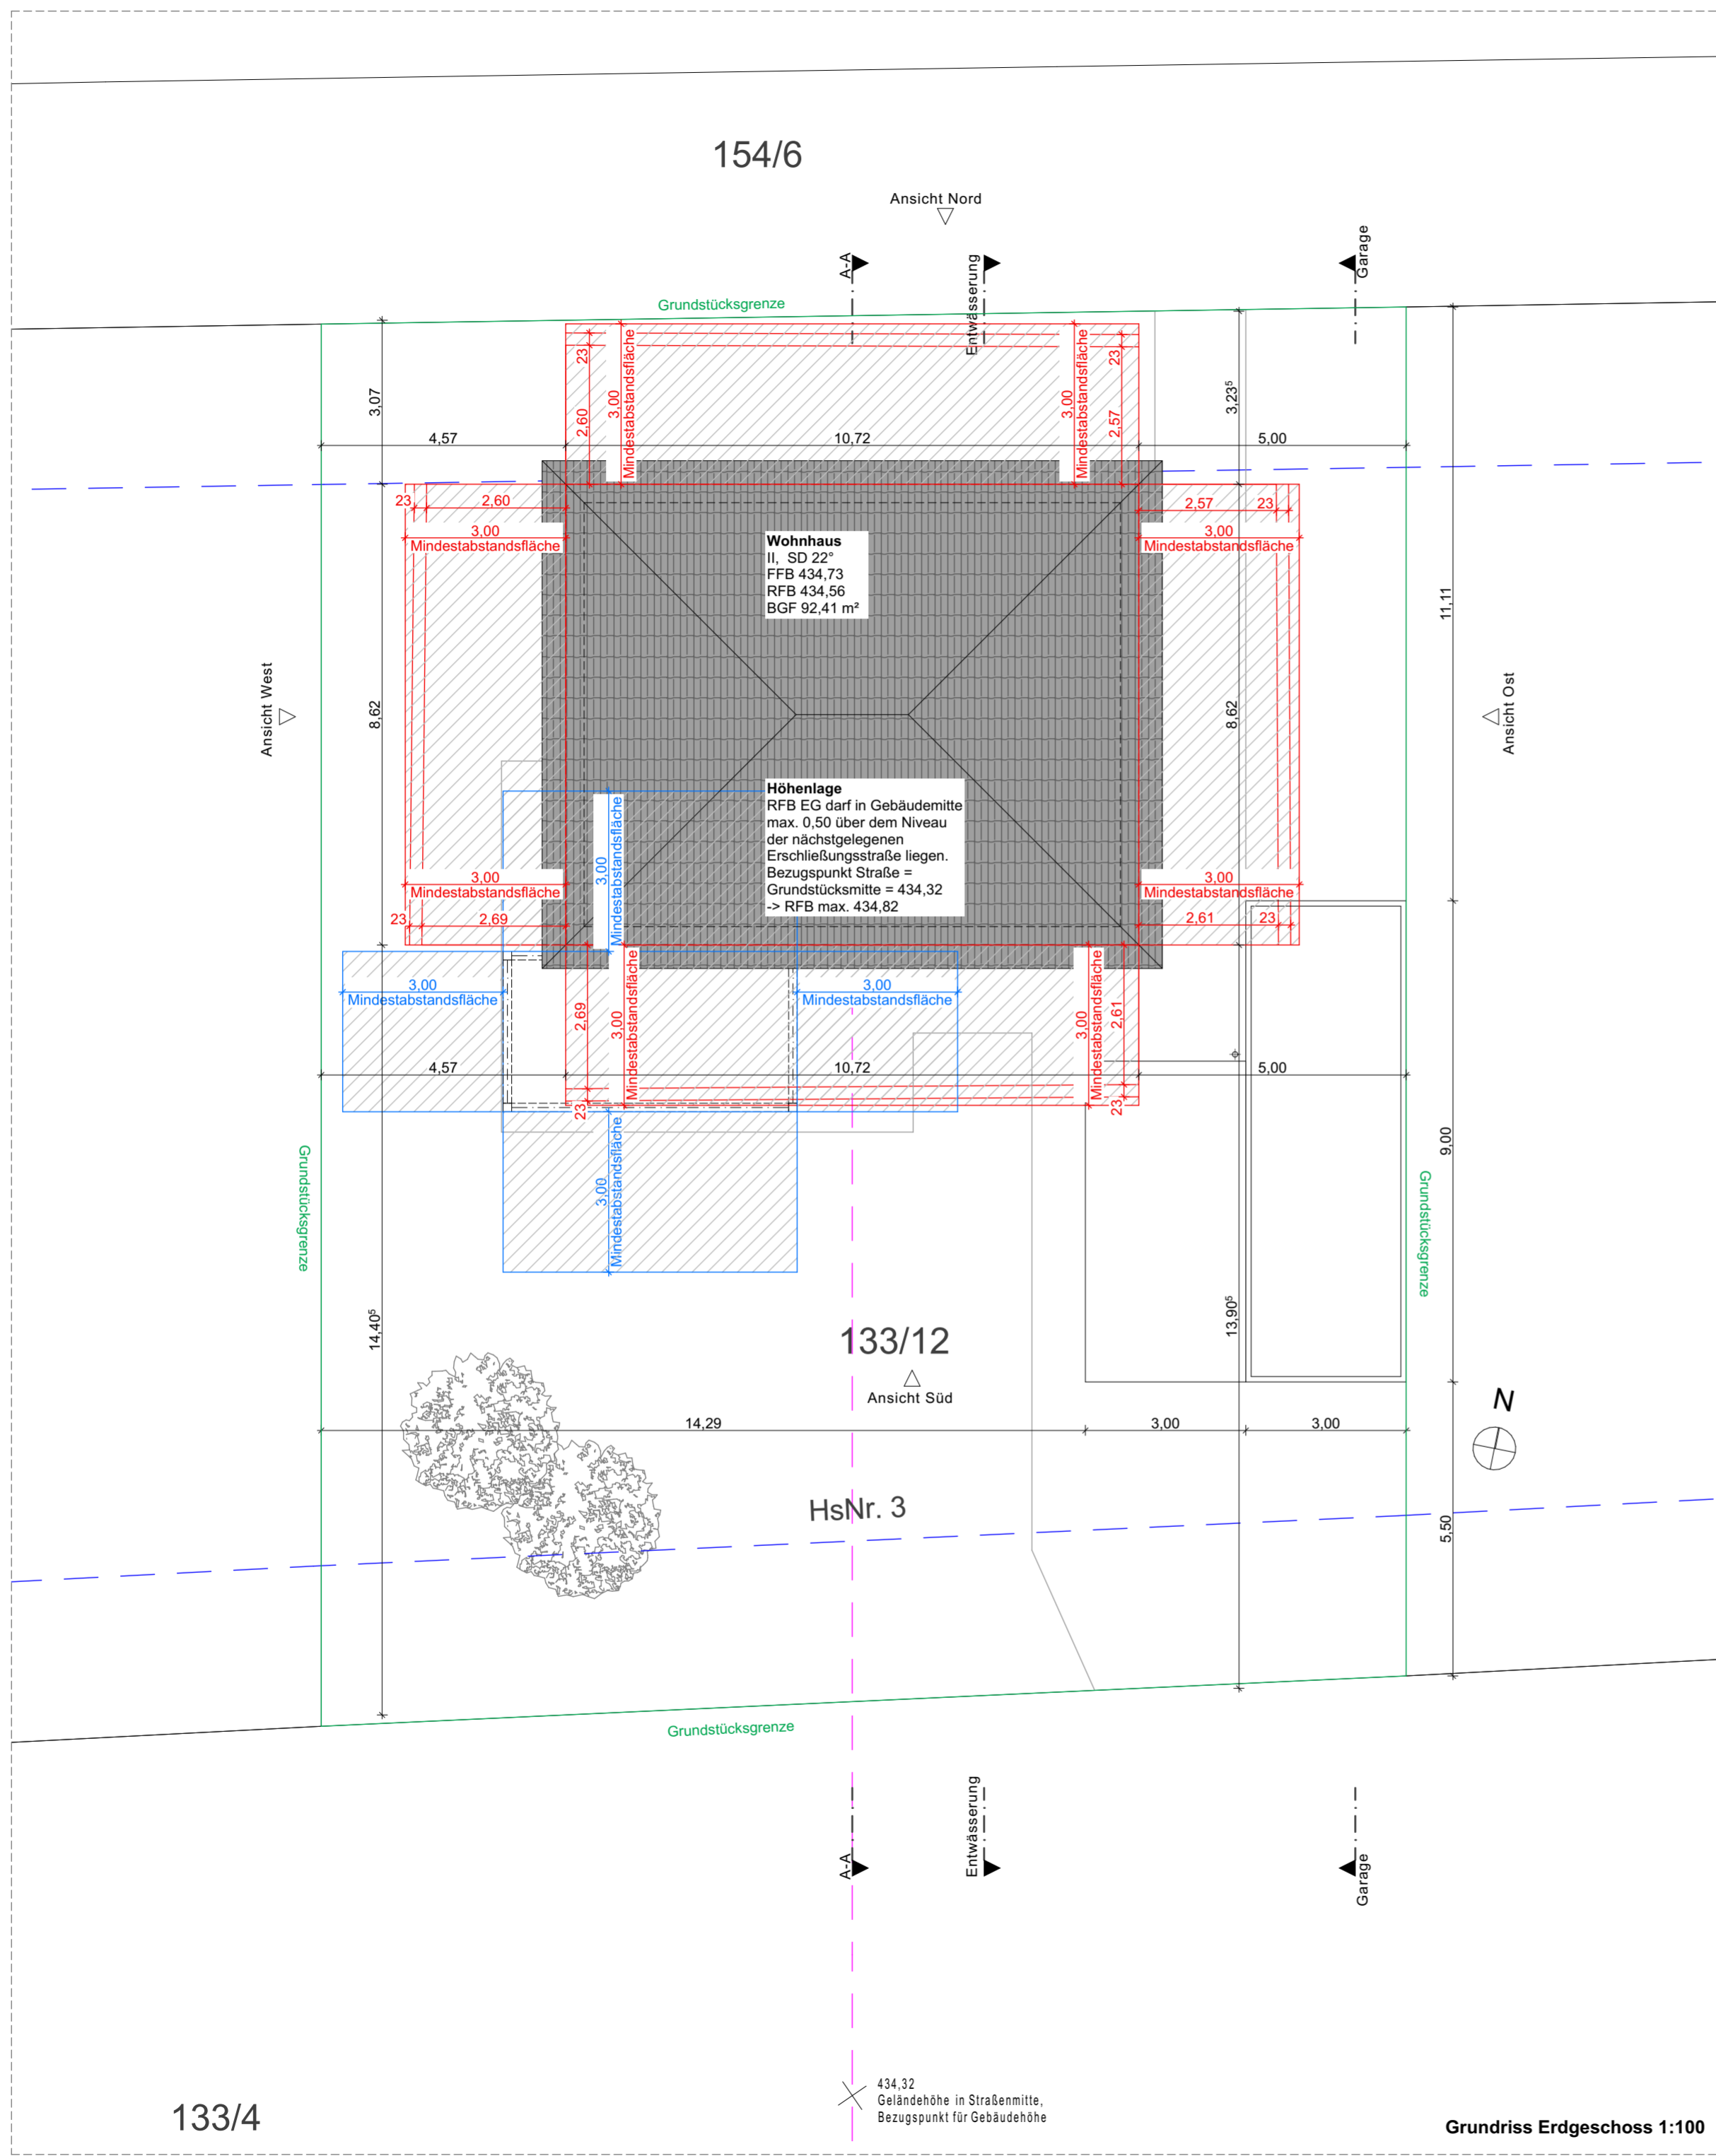 154/6
Ansicht Nord
A-A
Entwässerung
Garage
Grundstücksgrenze
3,07
23
2,60
3,00
Mindestabstandsfläche
3,00
Mindestabstandsfläche
23
2,57
3,23⁵
4,57
10,72
5,00
23
2,60
3,00
Mindestabstandsfläche
2,57
23
3,00
Mindestabstandsfläche
Wohnhaus
II, SD 22°
FFB 434,73
RFB 434,56
BGF 92,41 m²
11,11
Ansicht West
8,62
8,62
Ansicht Ost
Höhenlage
RFB EG darf in Gebäudemitte
max. 0,50 über dem Niveau
der nächstgelegenen
Erschließungsstraße liegen.
Bezugspunkt Straße =
Grundstücksmitte = 434,32
-> RFB max. 434,82
3,00
Mindestabstandsfläche
3,00
Mindestabstandsfläche
23
2,69
3,00
Mindestabstandsfläche
2,61
23
3,00
Mindestabstandsfläche
3,00
Mindestabstandsfläche
2,69
23
3,00
Mindestabstandsfläche
3,00
Mindestabstandsfläche
2,61
23
4,57
10,72
5,00
Grundstücksgrenze
3,00
Mindestabstandsfläche
9,00
Grundstücksgrenze
14,40⁵
133/12
Ansicht Süd
13,90⁵
14,29
3,00
3,00
N
HsNr. 3
5,50
Grundstücksgrenze
A-A
Entwässerung
Garage
434,32
Geländehöhe in Straßenmitte,
Bezugspunkt für Gebäudehöhe
133/4
Grundriss Erdgeschoss 1:100